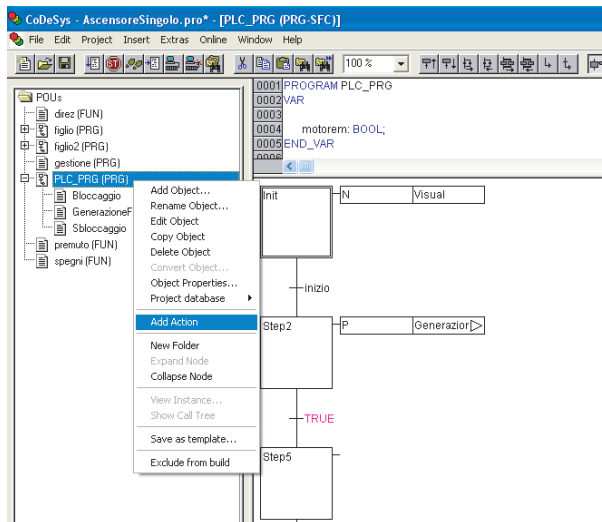 CoDeSys - AscensoreSingolo.pro* - [PLC_PRG (PRG-SFC)]
File Edit Project Insert Extras Online Window Help
100 %
POUs
direz (FUN)
figlio (PRG)
figlio2 (PRG)
gestione (PRG)
PLC_PRG (PRG)
Bloccaggio
GenerazioneF
Sbloccaggio
premuto (FUN)
spegni (FUN)
Add Object...
Rename Object...
Edit Object
Copy Object
Delete Object
Convert Object...
Object Properties...
Project database
Add Action
New Folder
Expand Node
Collapse Node
View Instance...
Show Call Tree
Save as template...
Exclude from build
0001 PROGRAM PLC_PRG
0002 VAR
0003
0004 motorem: BOOL;
0005 END_VAR
0006
Init N Visual
inizio
Step2 P Generazior
TRUE
Step5